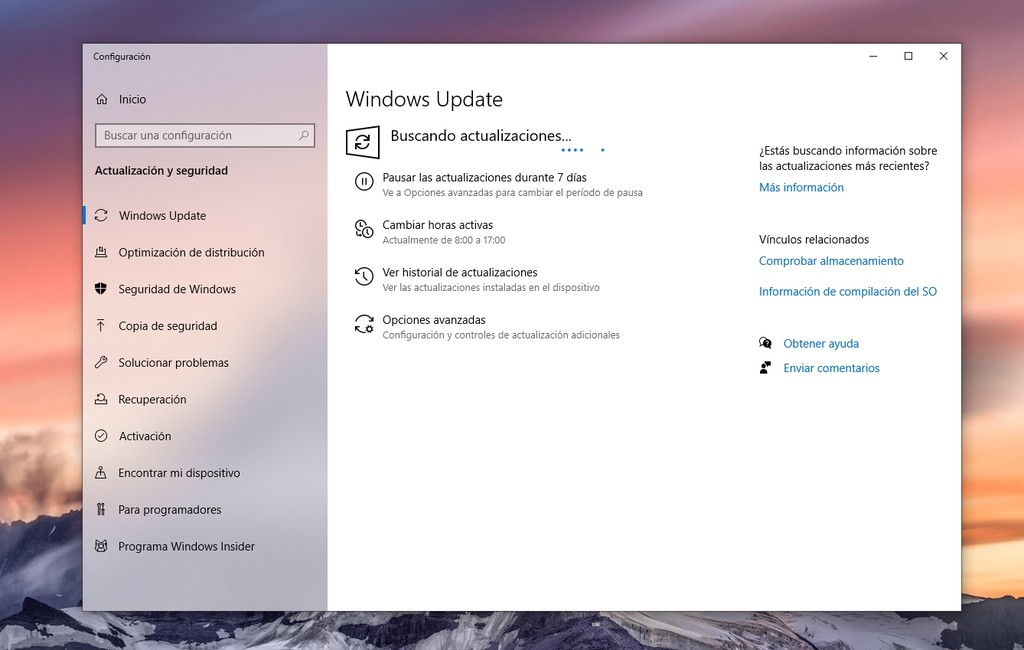 Configuración
Inicio
Buscar una configuración
Actualización y seguridad
Windows Update
Optimización de distribución
Seguridad de Windows
Copia de seguridad
Solucionar problemas
Recuperación
Activación
Encontrar mi dispositivo
Para programadores
Programa Windows Insider
Windows Update
Buscando actualizaciones...
Pausar las actualizaciones durante 7 días
Ve a Opciones avanzadas para cambiar el período de pausa
Cambiar horas activas
Actualmente de 8:00 a 17:00
Ver historial de actualizaciones
Ver las actualizaciones instaladas en el dispositivo
Opciones avanzadas
Configuración y controles de actualización adicionales
¿Estás buscando información sobre
las actualizaciones más recientes?
Más información
Vínculos relacionados
Comprobar almacenamiento
Información de compilación del SO
Obtener ayuda
Enviar comentarios